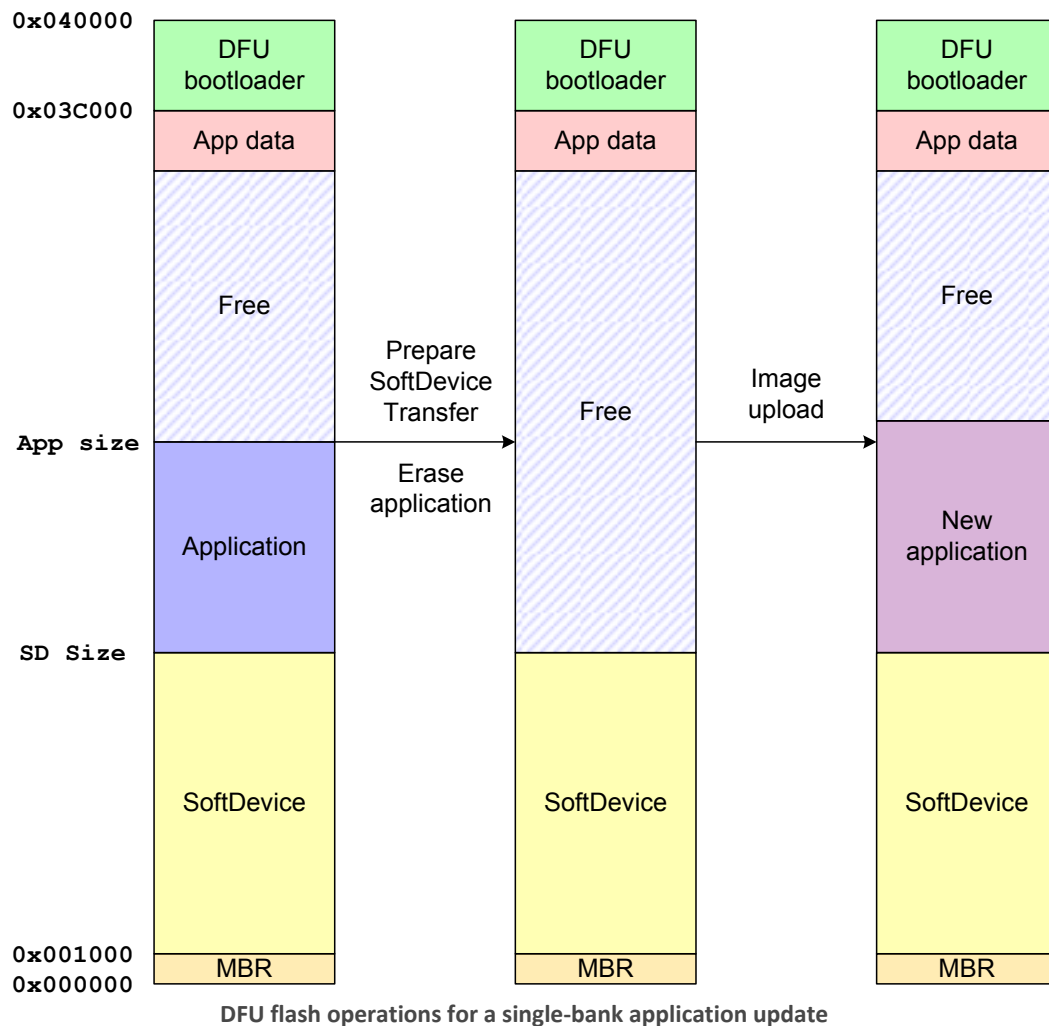 0x040000
DFU
bootloader
DFU
bootloader
DFU
bootloader
0x03C000
App data
App data
App data
Free
Free
Prepare
SoftDevice
Transfer
Image
upload
Free
App size
Erase
application
Application
New
application
SD Size
SoftDevice
SoftDevice
SoftDevice
0x001000
MBR
MBR
MBR
0x000000
DFU flash operations for a single-bank application update